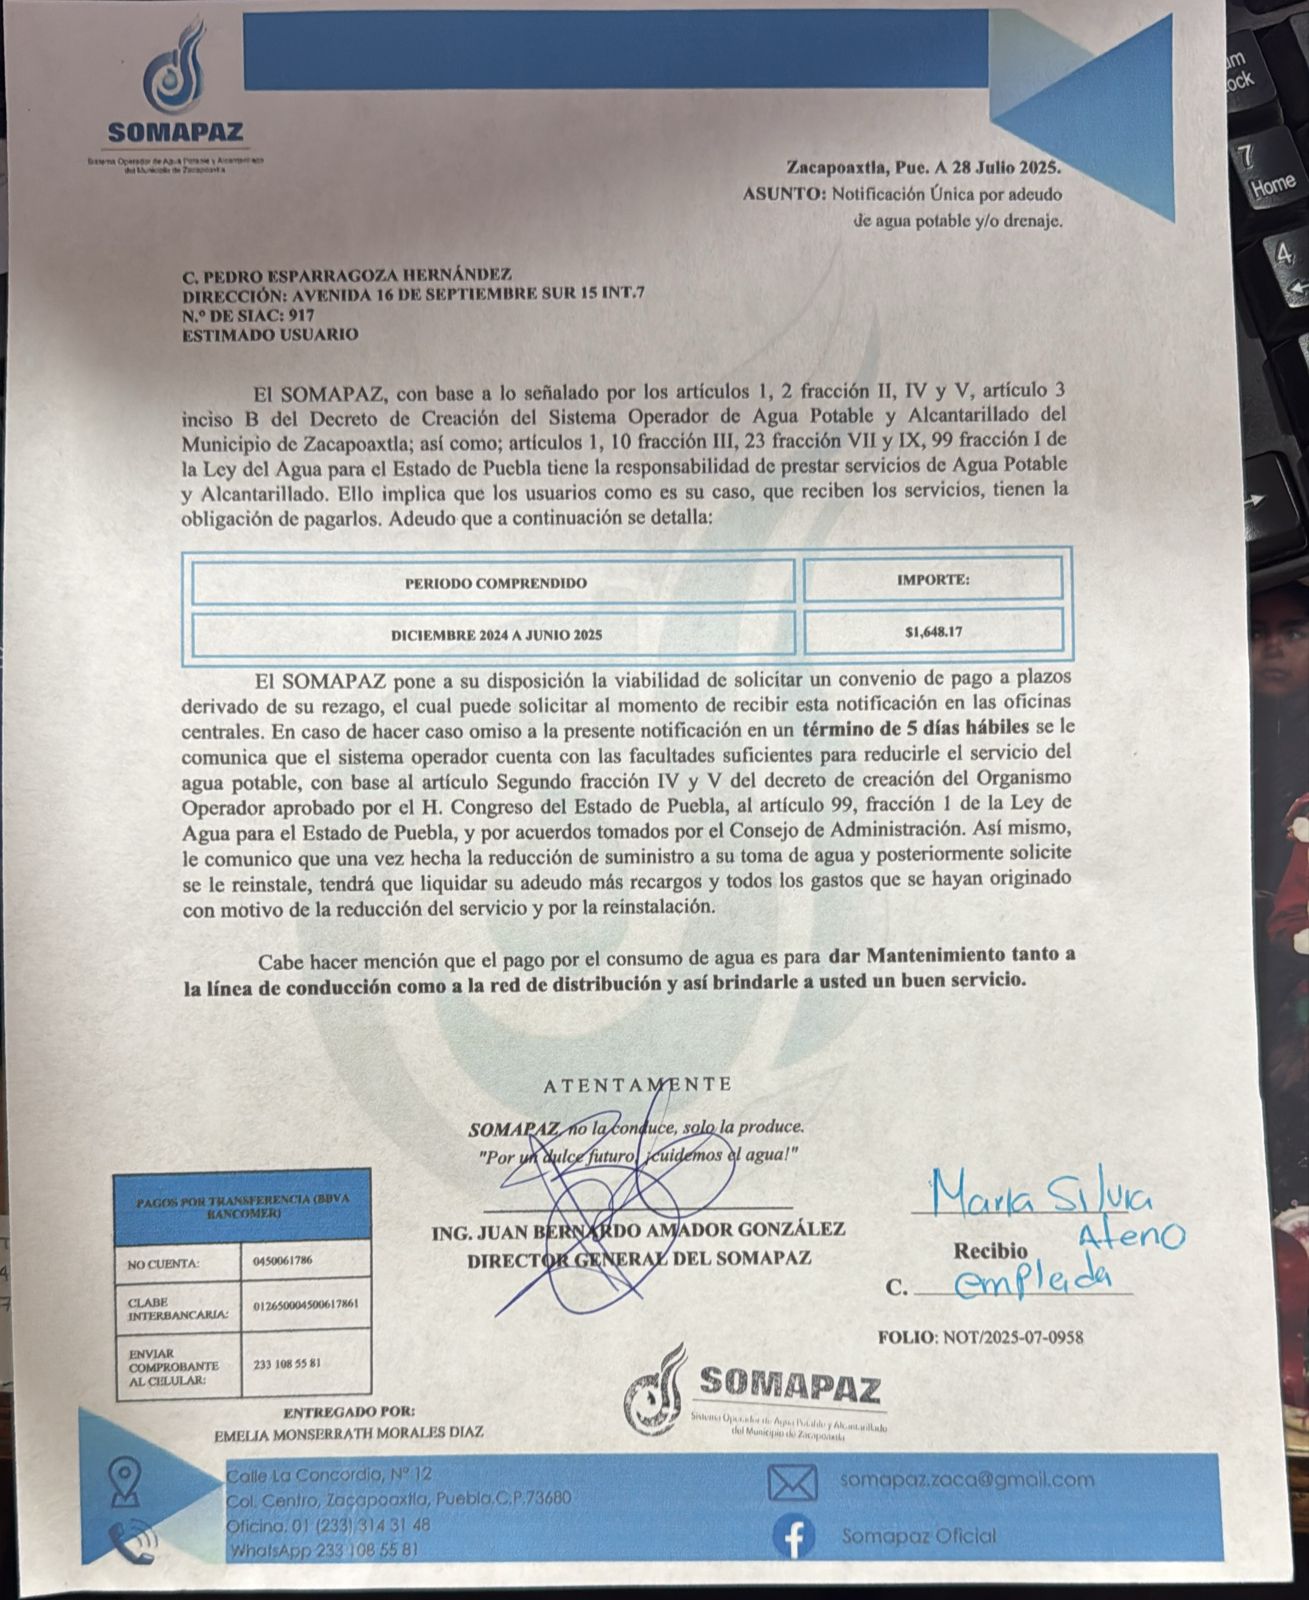 SOMAPAZ
Sistema Operador de Agua Potable y Alcantarillado
del Municipio de Zacapoaxtla
Zacapoaxtla, Pue. A 28 Julio 2025.
ASUNTO: Notificación Única por adeudo
de agua potable y/o drenaje.
C. PEDRO ESPARRAGOZA HERNÁNDEZ
DIRECCIÓN: AVENIDA 16 DE SEPTIEMBRE SUR 15 INT.7
N.º DE SIAC: 917
ESTIMADO USUARIO
El SOMAPAZ, con base a lo señalado por los artículos 1, 2 fracción II, IV y V, artículo 3
inciso B del Decreto de Creación del Sistema Operador de Agua Potable y Alcantarillado del
Municipio de Zacapoaxtla; así como; artículos 1, 10 fracción III, 23 fracción VII y IX, 99 fracción I de
la Ley del Agua para el Estado de Puebla tiene la responsabilidad de prestar servicios de Agua Potable
y Alcantarillado. Ello implica que los usuarios como es su caso, que reciben los servicios, tienen la
obligación de pagarlos. Adeudo que a continuación se detalla:
PERIODO COMPRENDIDO IMPORTE:
DICIEMBRE 2024 A JUNIO 2025 $1,648.17
El SOMAPAZ pone a su disposición la viabilidad de solicitar un convenio de pago a plazos
derivado de su rezago, el cual puede solicitar al momento de recibir esta notificación en las oficinas
centrales. En caso de hacer caso omiso a la presente notificación en un término de 5 días hábiles se le
comunica que el sistema operador cuenta con las facultades suficientes para reducirle el servicio del
agua potable, con base al artículo Segundo fracción IV y V del decreto de creación del Organismo
Operador aprobado por el H. Congreso del Estado de Puebla, al artículo 99, fracción 1 de la Ley de
Agua para el Estado de Puebla, y por acuerdos tomados por el Consejo de Administración. Así mismo,
le comunico que una vez hecha la reducción de suministro a su toma de agua y posteriormente solicite
se le reinstale, tendrá que liquidar su adeudo más recargos y todos los gastos que se hayan originado
con motivo de la reducción del servicio y por la reinstalación.
Cabe hacer mención que el pago por el consumo de agua es para dar Mantenimiento tanto a
la línea de conducción como a la red de distribución y así brindarle a usted un buen servicio.
ATENTAMENTE
SOMAPAZ, no la conduce, solo la produce.
"Por un dulce futuro, ¡cuidemos el agua!"
ING. JUAN BERNARDO AMADOR GONZÁLEZ
DIRECTOR GENERAL DEL SOMAPAZ
Maria Silvia
Ateno
Recibio
C. emplada
FOLIO: NOT/2025-07-0958
PAGOS POR TRANSFERENCIA (BBVA
BANCOMER)
NO CUENTA: 0450061786
CLABE
INTERBANCARIA: 012650004500617861
ENVIAR
COMPROBANTE
AL CELULAR: 233 108 55 81
ENTREGADO POR:
EMELIA MONSERRATH MORALES DIAZ
SOMAPAZ
Sistema Operador de Agua Potable y Alcantarillado
del Municipio de Zacapoaxtla
Calle La Concordia, Nº 12
Col. Centro, Zacapoaxtla, Puebla.C.P.73680
Oficina. 01 (233) 314 31 48
WhatsApp 233 108 55 81
somapaz.zaca@gmail.com
Somapaz Oficial
7
Home
4